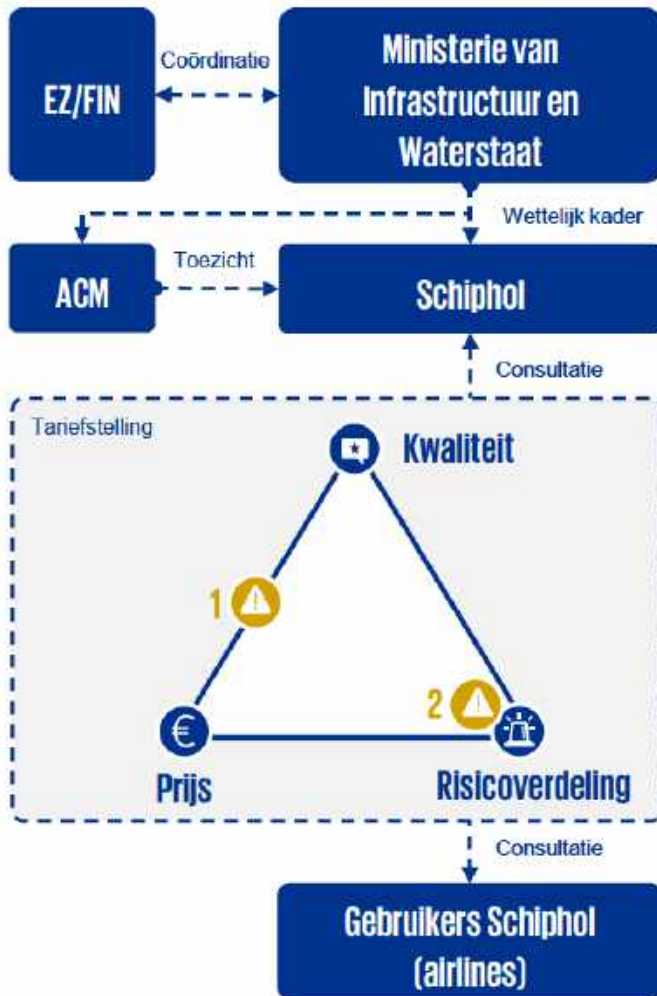 EZ/FIN
Coördinatie
Ministerie van
Infrastructuur en
Waterstaat
Wettelijk kader
ACM
Toezicht
Schiphol
Consultatie
Tariefstelling
Kwaliteit
1
2
€
Prijs
Risicoverdeling
Consultatie
Gebruikers Schiphol
(airlines)